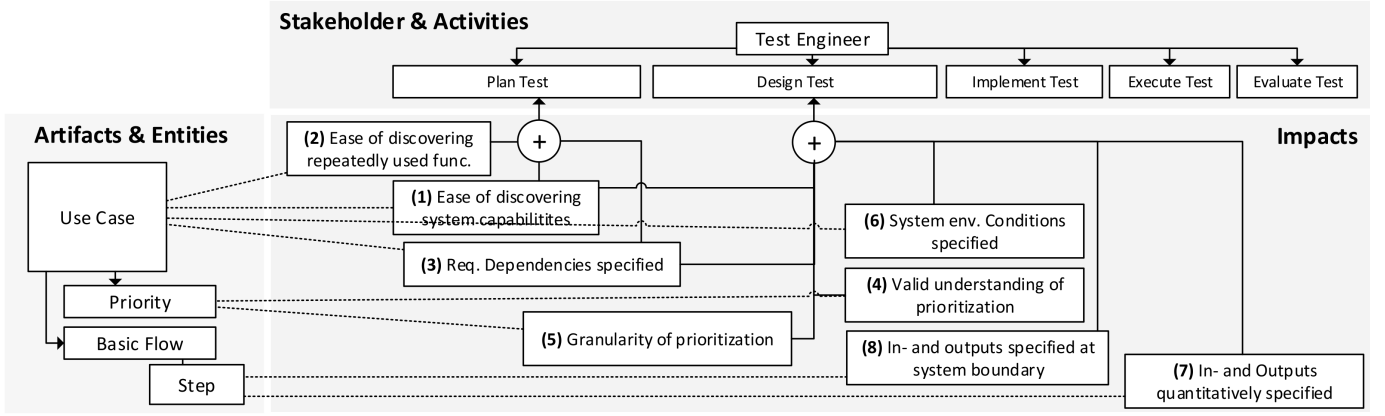 Stakeholder & Activities
Test Engineer
Plan Test
Design Test
Implement Test
Execute Test
Evaluate Test
Artifacts & Entities
Impacts
(2) Ease of discovering
repeatedly used func.
+
+
Use Case
(1) Ease of discovering
system capabilitites
(6) System env. Conditions
specified
(3) Req. Dependencies specified
Priority
(4) Valid understanding of
prioritization
Basic Flow
(5) Granularity of prioritization
(8) In- and outputs specified at
system boundary
Step
(7) In- and Outputs
quantitatively specified